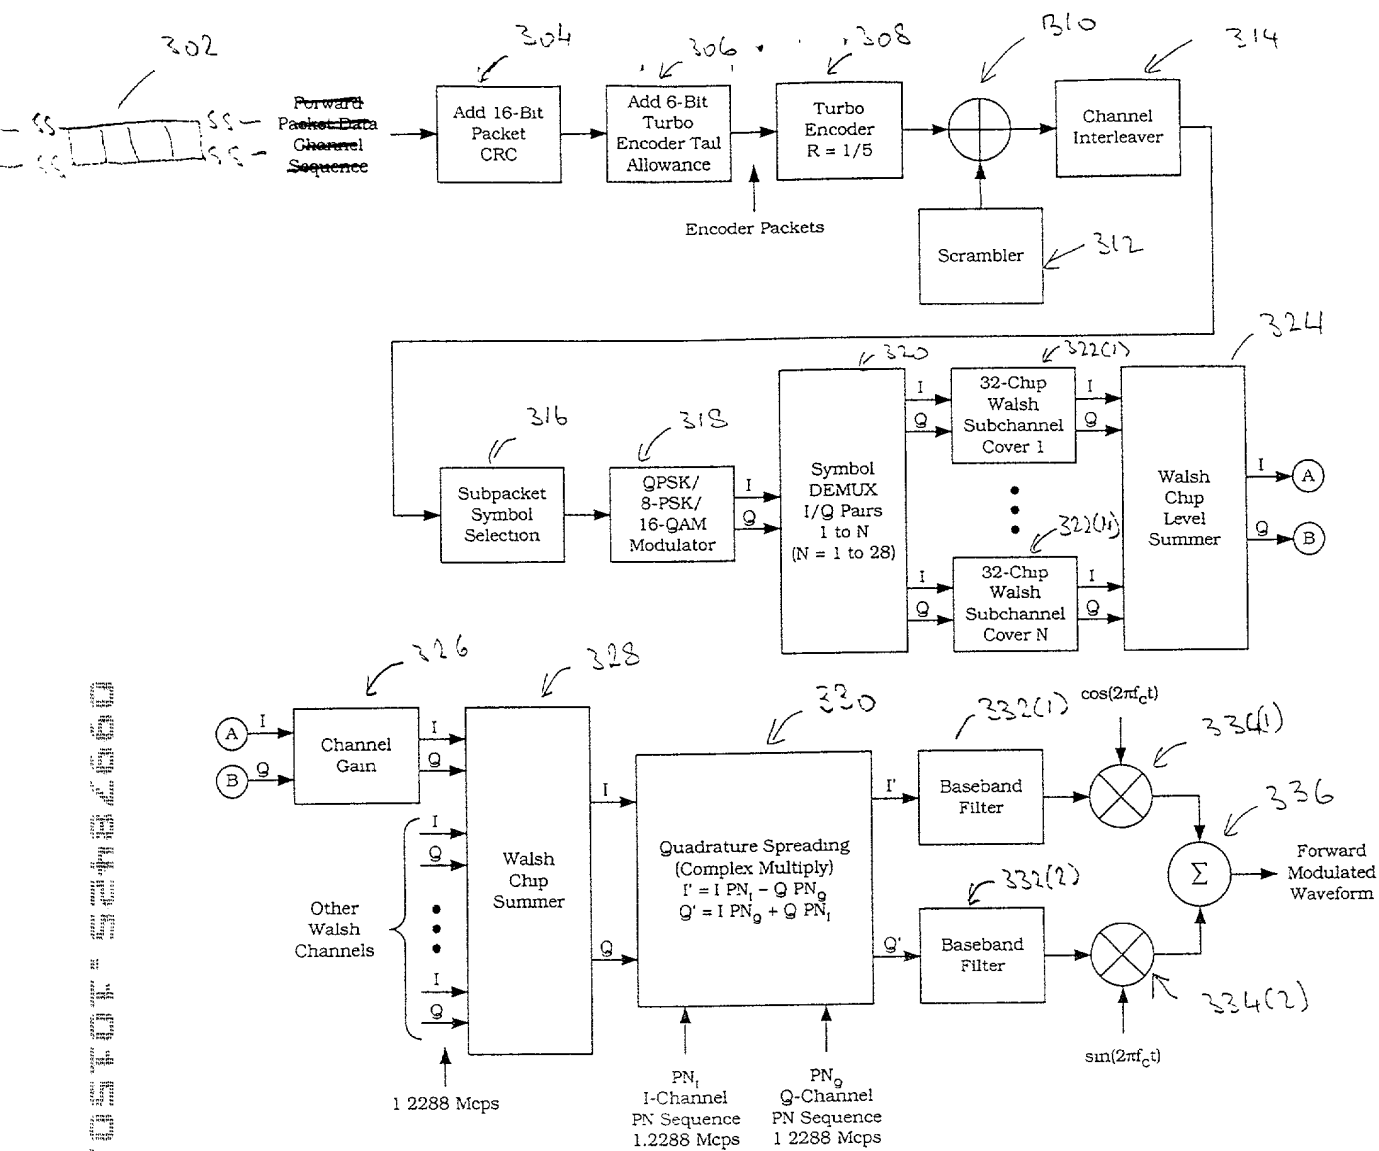 302
304
306
308
310
314
SS
SS
SS
SS
Forward
Packet Data
Channel
Sequence
Add 16-Bit
Packet
CRC
Add 6-Bit
Turbo
Encoder Tail
Allowance
Turbo
Encoder
R = 1/5
Channel
Interleaver
Encoder Packets
Scrambler
312
316
318
320
322(1)
324
Subpacket
Symbol
Selection
QPSK/
8-PSK/
16-QAM
Modulator
I
Q
Symbol
DEMUX
I/Q Pairs
1 to N
(N = 1 to 28)
I
Q
32-Chip
Walsh
Subchannel
Cover 1
I
Q
322(N)
I
Q
32-Chip
Walsh
Subchannel
Cover N
I
Q
Walsh
Chip
Level
Summer
I
A
Q
B
326
328
330
332(1)
cos(2πf_ct)
334(1)
336
A
I
B
Q
Channel
Gain
I
Q
I
Q
Other
Walsh
Channels
I
Q
1 2288 Mcps
Walsh
Chip
Summer
I
Q
Quadrature Spreading
(Complex Multiply)
I' = I PN_I − Q PN_Q
Q' = I PN_Q + Q PN_I
I'
Q'
Baseband
Filter
332(2)
Baseband
Filter
Σ
Forward
Modulated
Waveform
334(2)
sin(2πf_ct)
PN_I
I-Channel
PN Sequence
1.2288 Mcps
PN_Q
Q-Channel
PN Sequence
1 2288 Mcps